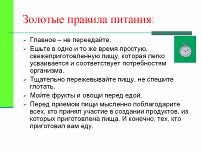 Золотые правила питания:
Главное – не переедайте.
Ешьте в одно и то же время простую,
свежеприготовленную пищу, которая легко
усваивается и соответствует потребностям
организма.
Тщательно пережевывайте пищу, не спешите
глотать.
Мойте фрукты и овощи перед едой.
Перед приемом пищи мысленно поблагодарите
всех, кто принял участие в создании продуктов, из
которых приготовлена пища. И конечно, тех, кто
приготовил вам еду.